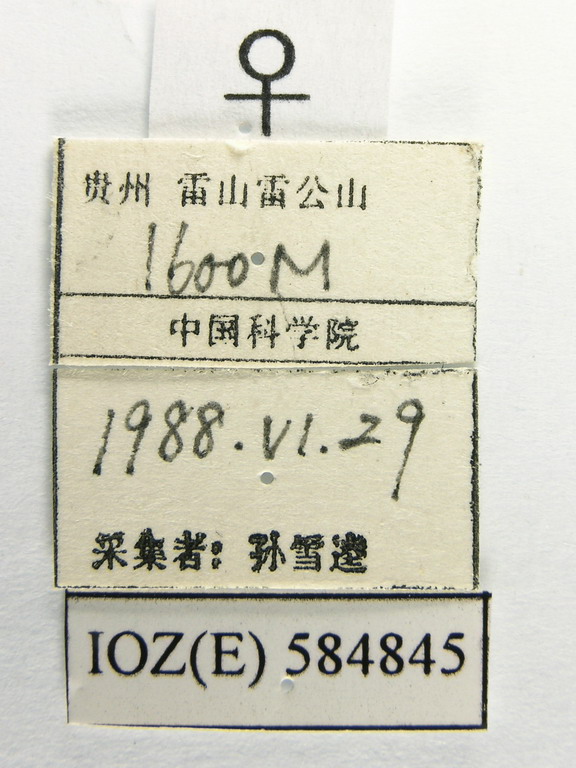 ♀
贵州 雷山雷公山
1600M
中国科学院
1988.VI.29
采集者: 孙雪逵
IOZ(E) 584845